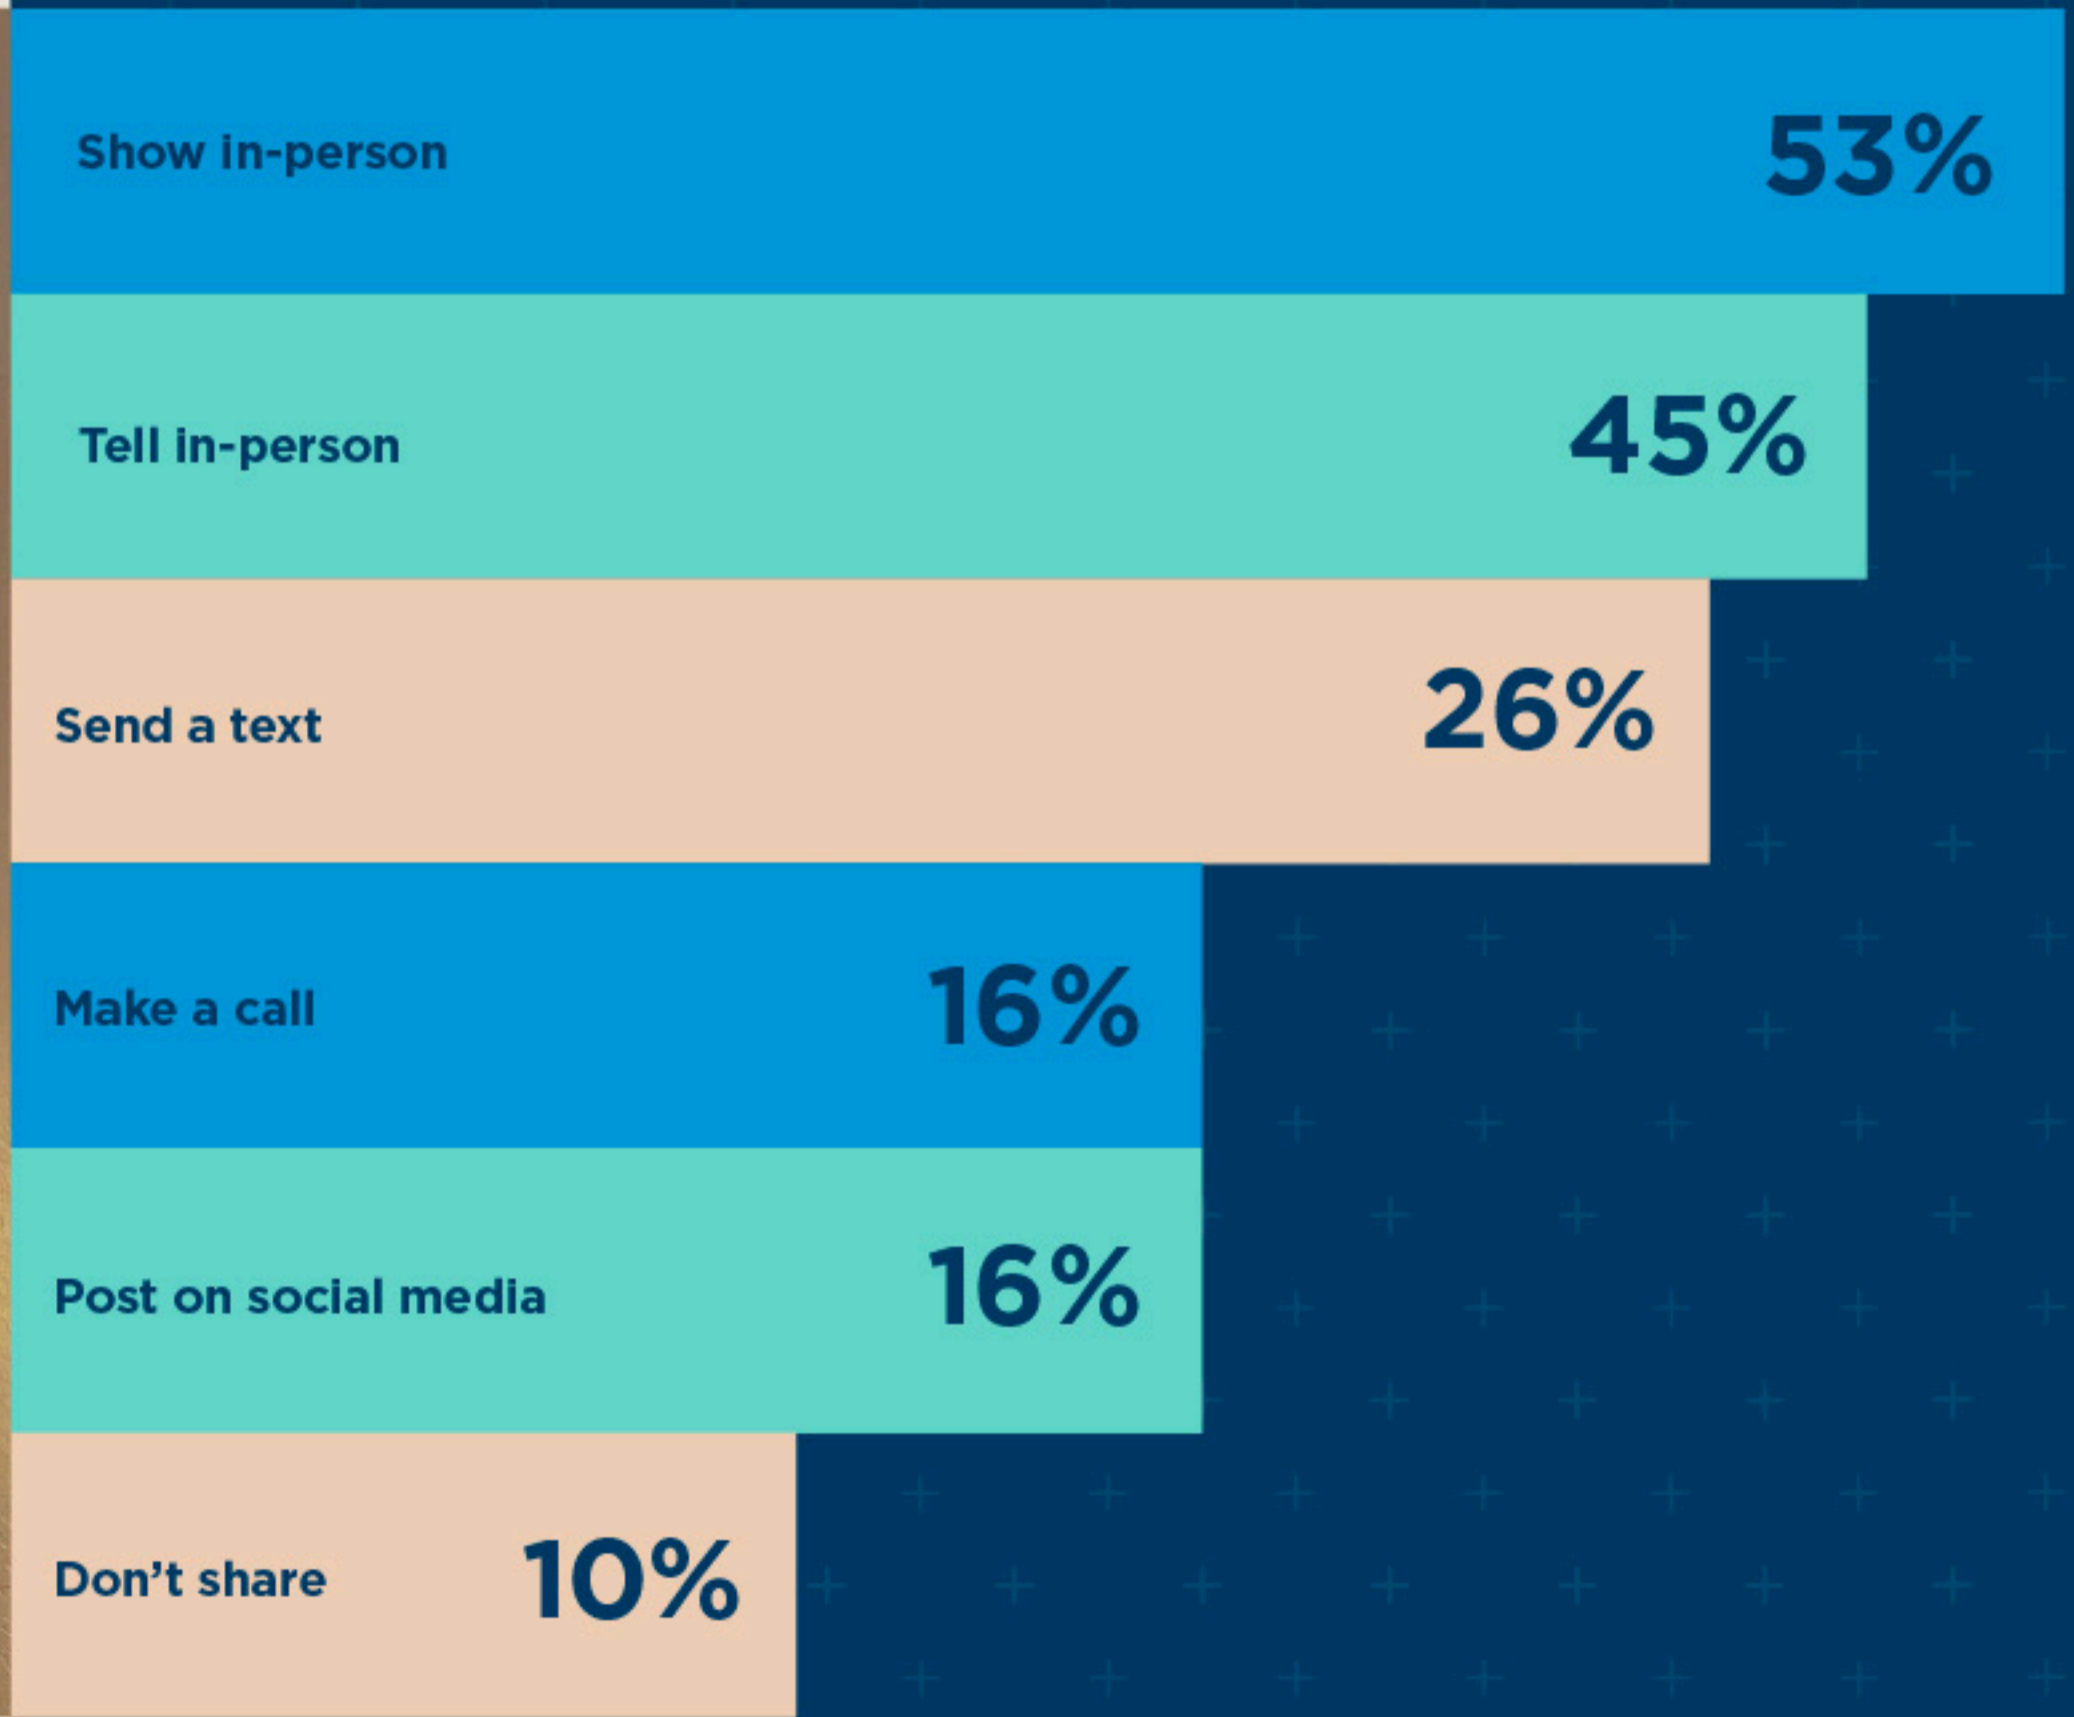 Show in-person 53%
Tell in-person 45%
Send a text 26%
Make a call 16%
Post on social media 16%
Don’t share 10%